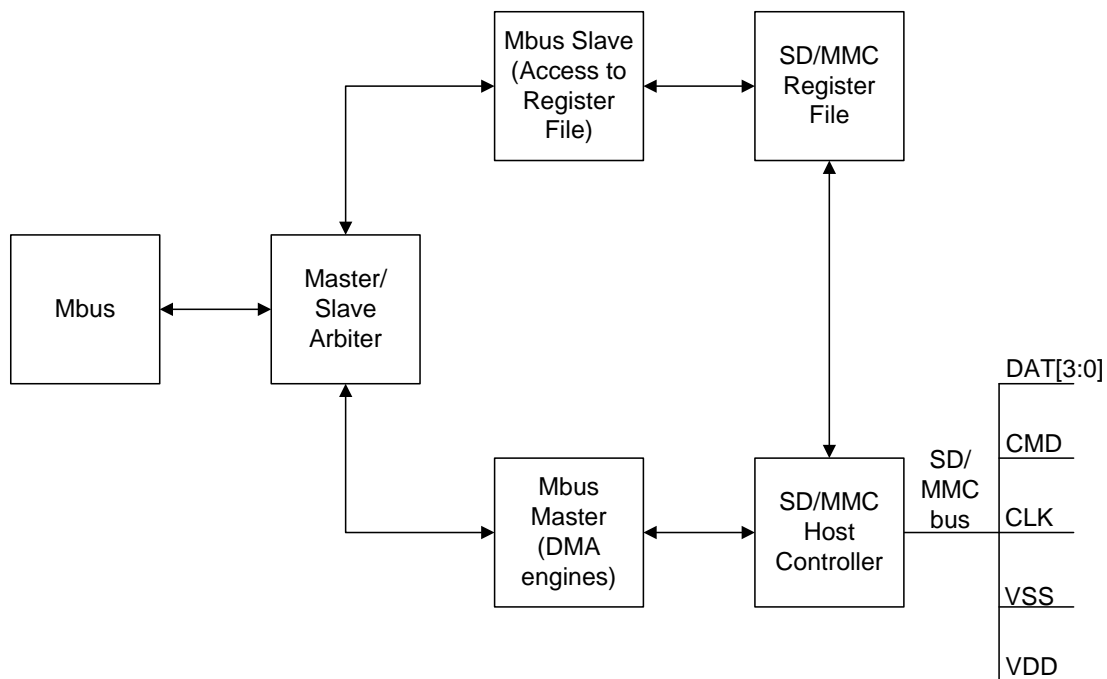 Mbus Slave
(Access to
Register
File)
SD/MMC
Register
File
Mbus
Master/
Slave
Arbiter
Mbus
Master
(DMA
engines)
SD/MMC
Host
Controller
SD/
MMC
bus
DAT[3:0]
CMD
CLK
VSS
VDD